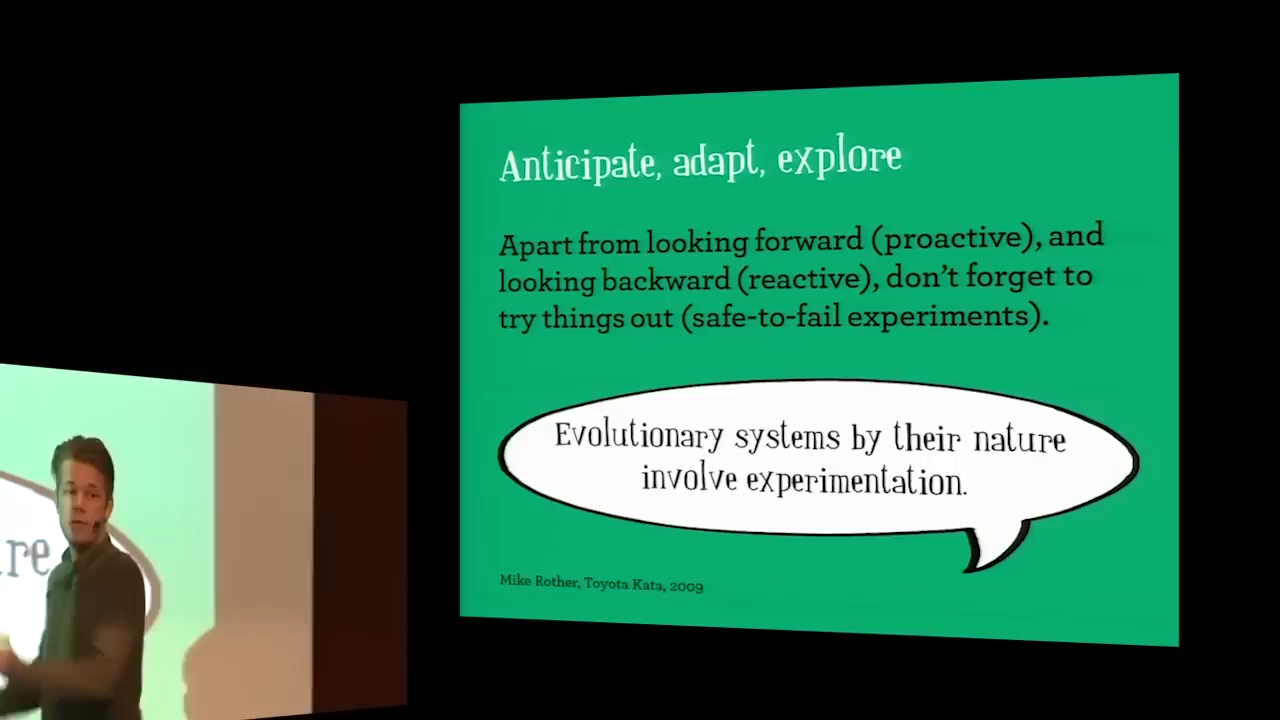 Anticipate, adapt, explore
Apart from looking forward (proactive), and
looking backward (reactive), don't forget to
try things out (safe-to-fail experiments).
Evolutionary systems by their nature
involve experimentation.
Mike Rother, Toyota Kata, 2009